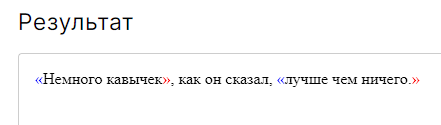 Результат
«Немного кавычек», как он сказал, «лучше чем ничего.»